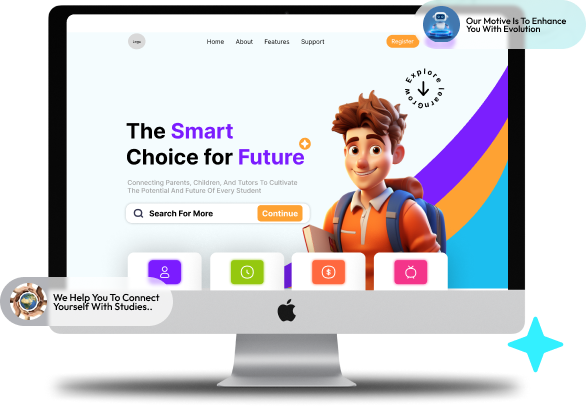 Our Motive Is To Enhance
You With Evolution
Logo
Home About Features Support
Register
Explore learnGrow
The Smart
Choice for Future
Connecting Parents, Children, And Tutors To Cultivate
The Potential And Future Of Every Student
Search For More
Continue
We Help You To Connect
Yourself With Studies..